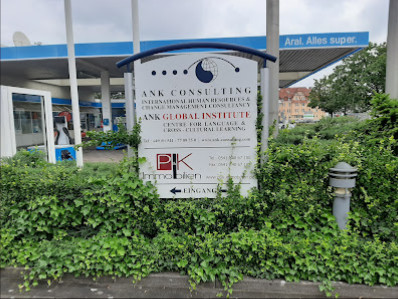 Aral. Alles super.
ANK CONSULTING
INTERNATIONAL HUMAN RESOURCES &
CHANGE MANAGEMENT CONSULTANCY
ANK GLOBAL INSTITUTE
CENTRE FOR LANGUAGE &
CROSS - CULTURAL LEARNING
PK
Immobilien
EINGANG